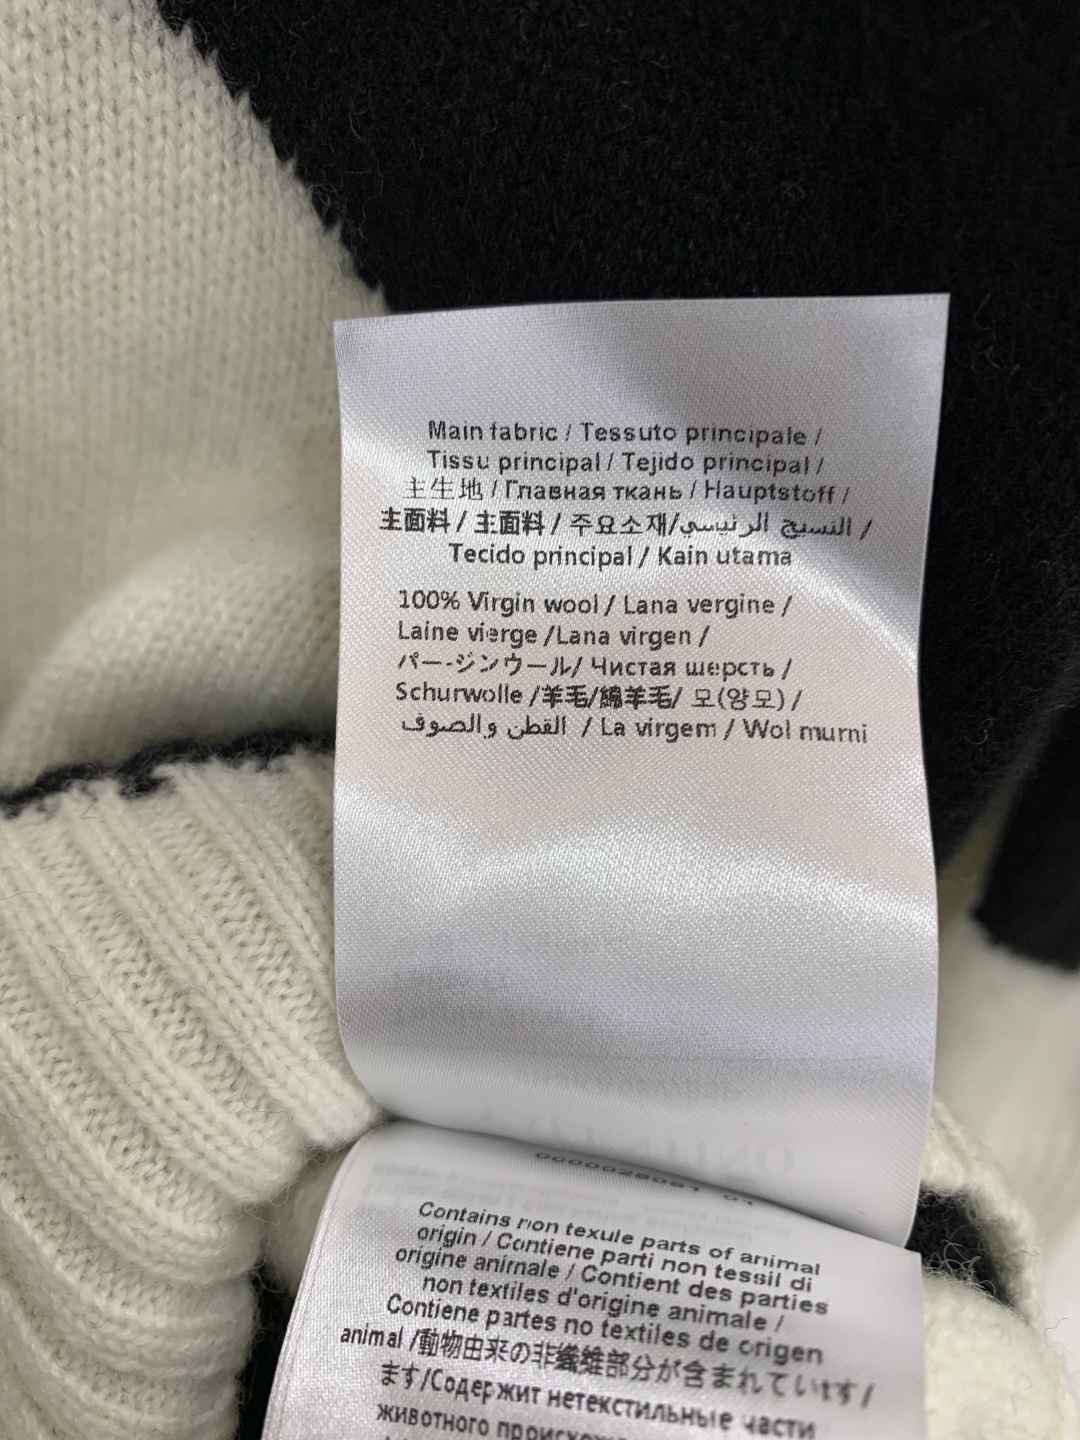 Main fabric / Tessuto principale /
Tissu principal / Tejido principal /
主生地 / Главная ткань / Hauptstoff /
主面料 / 主面料 / 주요소재/النسيج الرئيسي /
Tecido principal / Kain utama
100% Virgin wool / Lana vergine /
Laine vierge /Lana virgen /
バージンウール/ Чистая шерсть /
Schurwolle /羊毛/綿羊毛/ 모(양모) /
القطن والصوف / La virgem / Wol murni
Contains non texule parts of animal
origin / Contiene parti non tessil di
origine animale / Contient des parties
non textiles d'origine animale /
Contiene partes no textiles de origen
animal /動物由来の非繊維部分が含まれています/
ます/Содержит нетекстильные части
животного